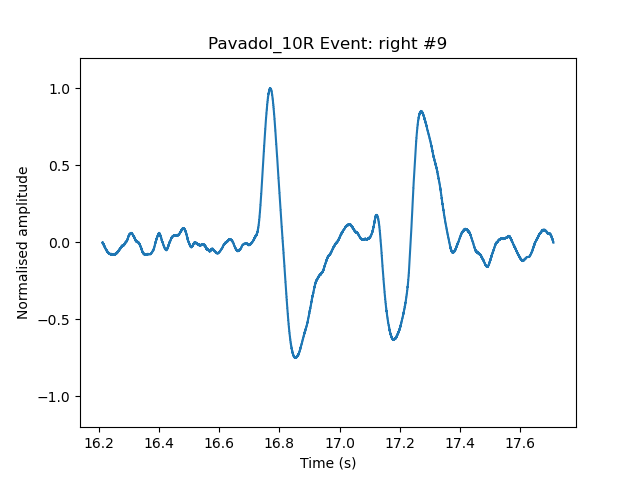 Pavadol_10R Event: right #9
Normalised amplitude
1.0
0.5
0.0
−0.5
−1.0
16.2 16.4 16.6 16.8 17.0 17.2 17.4 17.6
Time (s)